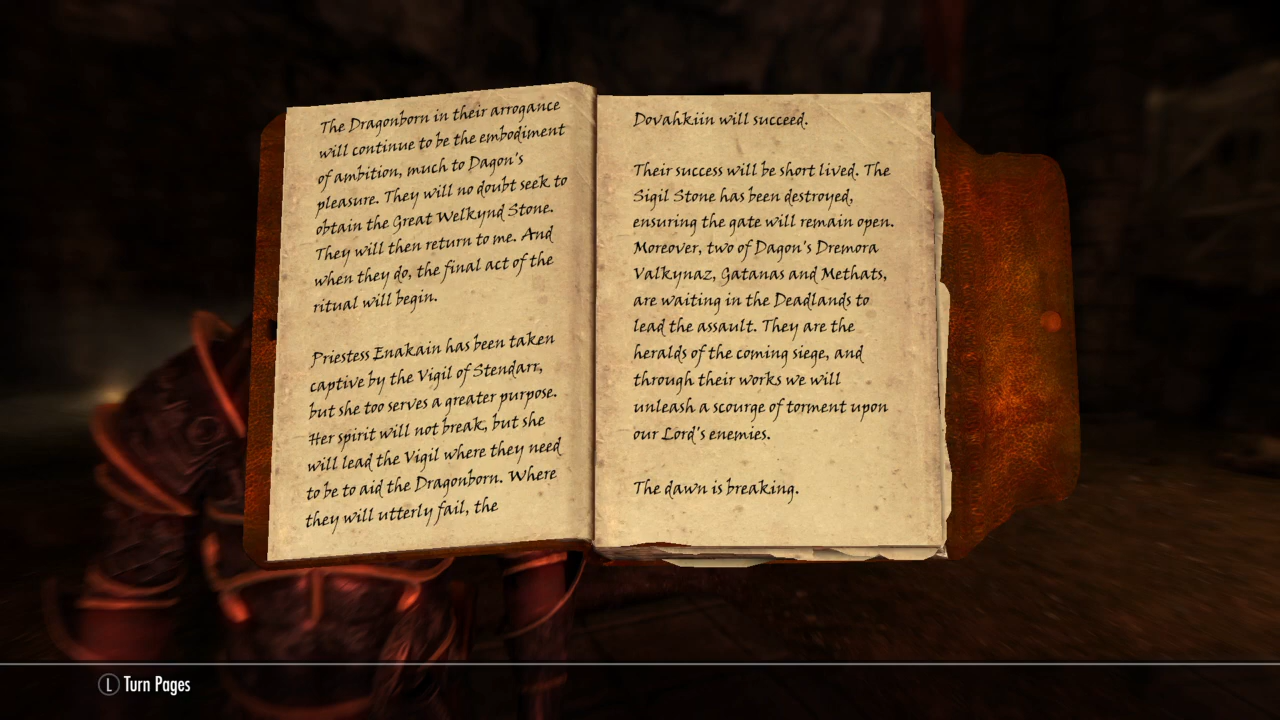 The Dragonborn in their arrogance
will continue to be the embodiment
of ambition, much to Dagon's
pleasure. They will no doubt seek to
obtain the Great Welkynd Stone.
They will then return to me. And
when they do, the final act of the
ritual will begin.
Priestess Enakain has been taken
captive by the Vigil of Stendarr,
but she too serves a greater purpose.
Her spirit will not break, but she
will lead the Vigil where they need
to be to aid the Dragonborn. Where
they will utterly fail, the
Dovahkiin will succeed.
Their success will be short lived. The
Sigil Stone has been destroyed,
ensuring the gate will remain open.
Moreover, two of Dagon's Dremora
Valkynaz, Gatanas and Methats,
are waiting in the Deadlands to
lead the assault. They are the
heralds of the coming siege, and
through their works we will
unleash a scourge of torment upon
our Lord's enemies.
The dawn is breaking.
L Turn Pages